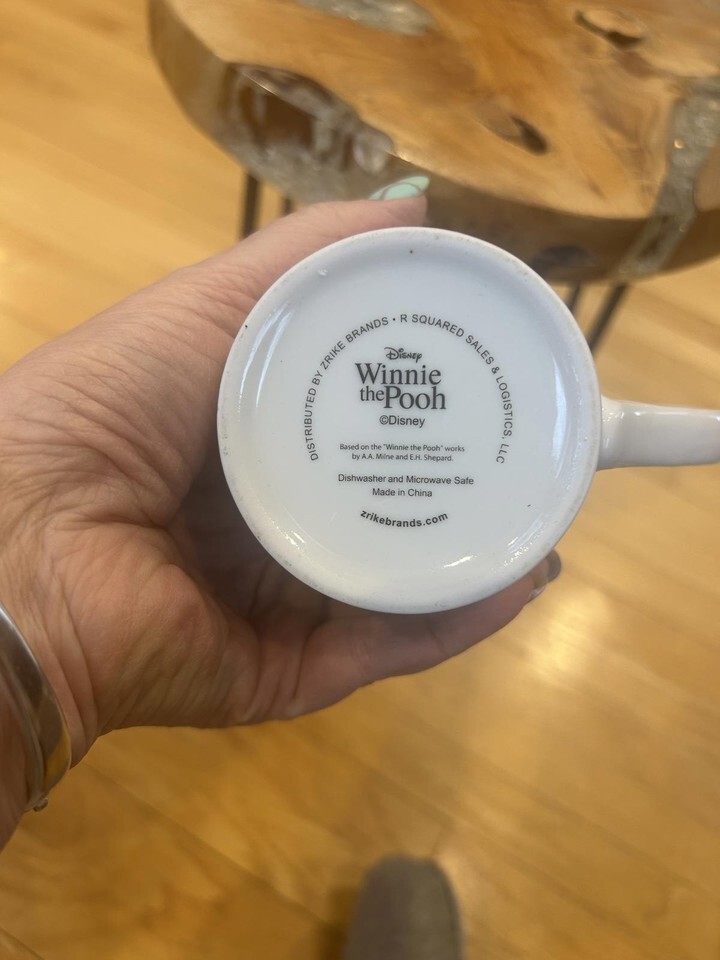 DISTRIBUTED BY ZRIKE BRANDS • R SQUARED SALES & LOGISTICS, LLC
Disney
Winnie
the Pooh
©Disney
Based on the "Winnie the Pooh" works
by A.A. Milne and E.H. Shepard.
Dishwasher and Microwave Safe
Made in China
zrikebrands.com